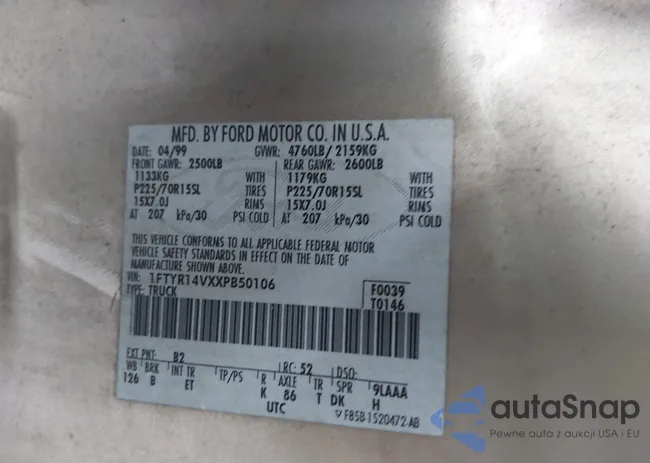 MFD. BY FORD MOTOR CO. IN U.S.A.
DATE: 04/99 GVWR: 4760LB/ 2159KG
FRONT GAWR: 2500LB REAR GAWR: 2600LB
1133KG WITH 1179KG WITH
P225/70R15SL TIRES P225/70R15SL TIRES
15X7.0J RIMS 15X7.0J RIMS
AT 207 kPa/30 PSI COLD AT 207 kPa/30 PSI COLD
THIS VEHICLE CONFORMS TO ALL APPLICABLE FEDERAL MOTOR
VEHICLE SAFETY STANDARDS IN EFFECT ON THE DATE OF
MANUFACTURE SHOWN ABOVE.
VIN: 1FTYR14VXXPB50106 F0039
TYPE: TRUCK T0146
EXT PNT: B2 RC: 52 DSO:
WB BRK INT TR TP/PS R AXLE TR SPR 9LAAA
126 B ET K 86 T DK H
UTC F85B-1520472-AB
autaSnap
Pewne auta z aukcji USA i EU